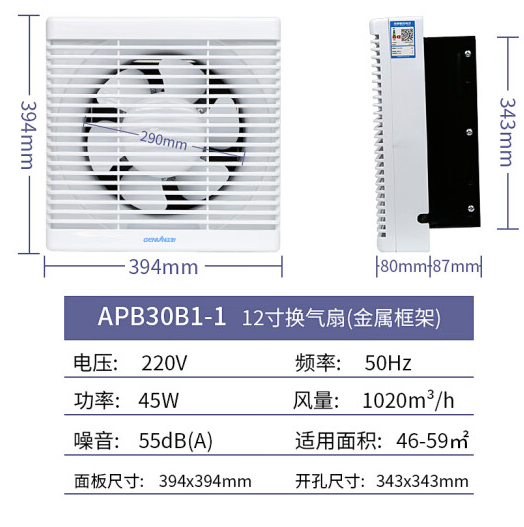 394mm
290mm
GENUINE
394mm
343mm
80mm
87mm
APB30B1-1 12寸换气扇(金属框架)
电压: 220V 频率: 50Hz
功率: 45W 风量: 1020m³/h
噪音: 55dB(A) 适用面积: 46-59㎡
面板尺寸: 394x394mm 开孔尺寸: 343x343mm